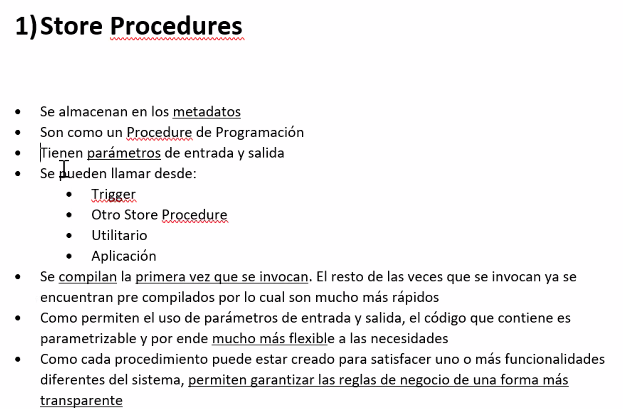 1) Store Procedures
• Se almacenan en los metadatos
• Son como un Procedure de Programación
• Tienen parámetros de entrada y salida
• Se pueden llamar desde:
• Trigger
• Otro Store Procedure
• Utilitario
• Aplicación
• Se compilan la primera vez que se invocan. El resto de las veces que se invocan ya se
encuentran pre compilados por lo cual son mucho más rápidos
• Como permiten el uso de parámetros de entrada y salida, el código que contiene es
parametrizable y por ende mucho más flexible a las necesidades
• Como cada procedimiento puede estar creado para satisfacer uno o más funcionalidades
diferentes del sistema, permiten garantizar las reglas de negocio de una forma más
transparente